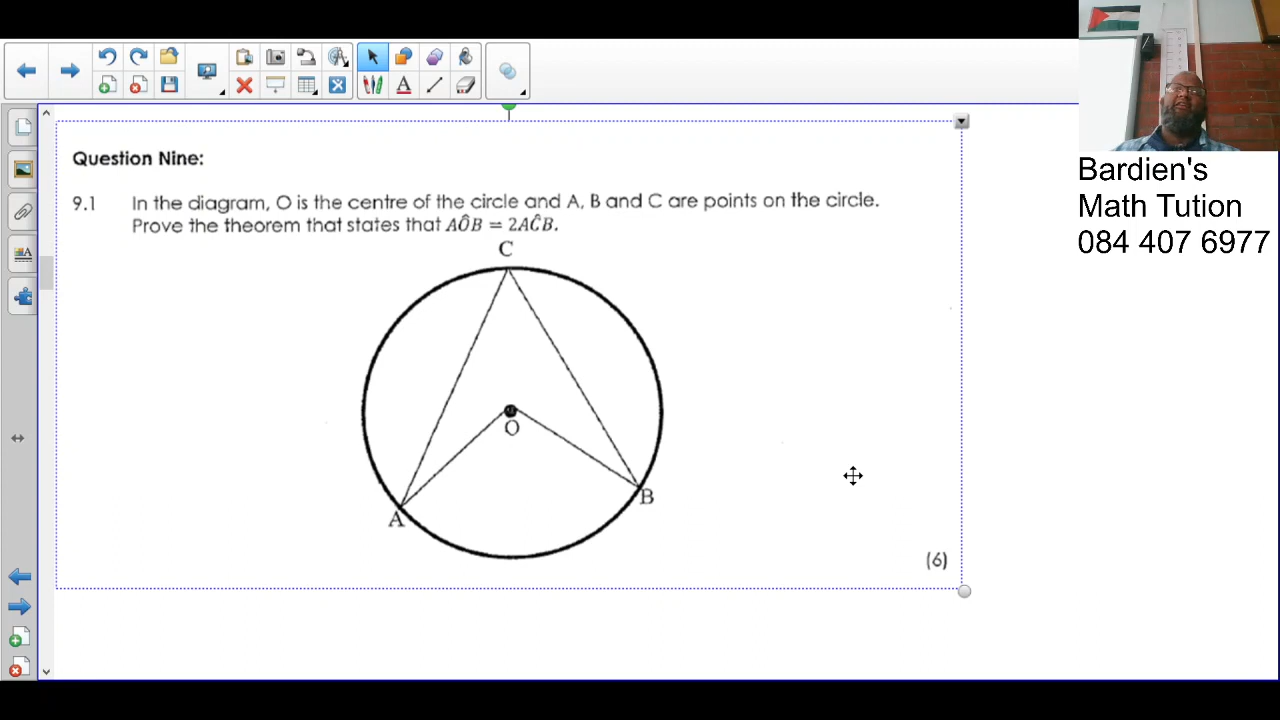 Question Nine:
9.1 In the diagram, O is the centre of the circle and A, B and C are points on the circle.
Prove the theorem that states that AÔB = 2AĈB.
C
O
A
B
(6)
Bardien's
Math Tution
084 407 6977